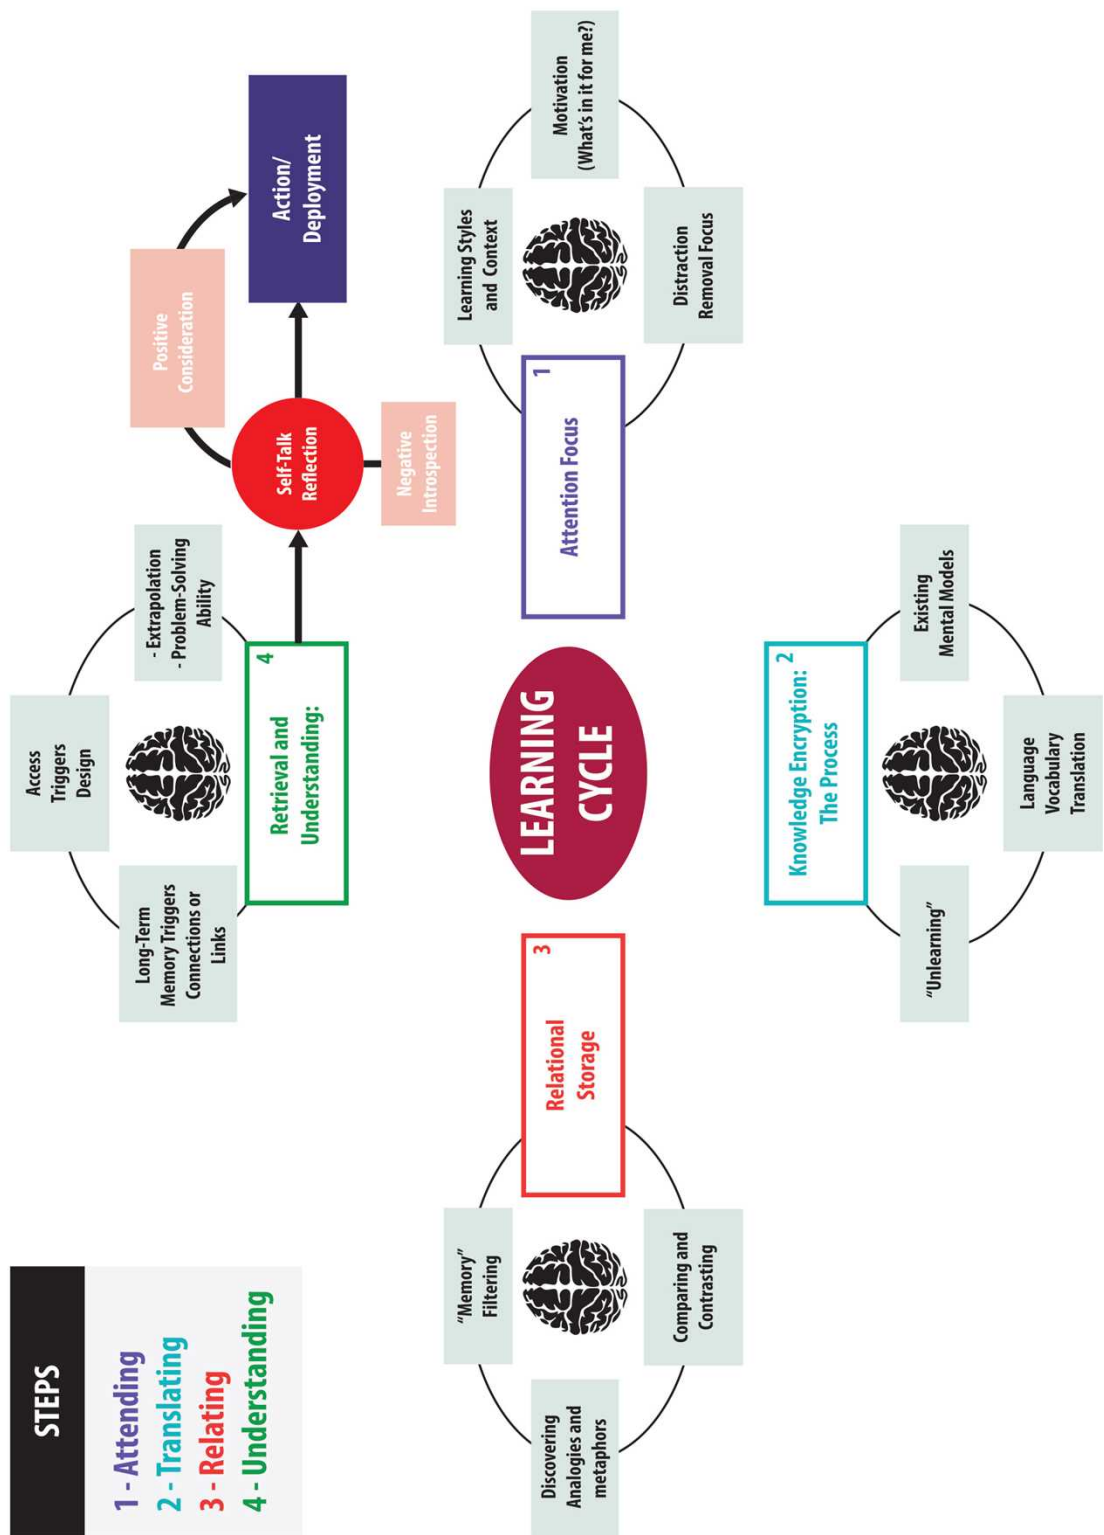 STEPS
1 - Attending
2 - Translating
3 - Relating
4 - Understanding
Long-Term
Memory Triggers
Connections or
Links
Access
Triggers
Design
- Extrapolation
- Problem-Solving
Ability
4
Retrieval and
Understanding:
Self-Talk
Reflection
Positive
Consideration
Negative
Introspection
Action/
Deployment
"Memory"
Filtering
Discovering
Analogies and
metaphors
Comparing and
Contrasting
3
Relational
Storage
LEARNING
CYCLE
1
Attention Focus
Learning Styles
and Context
Motivation
(What's in it for me?)
Distraction
Removal Focus
2
Knowledge Encryption:
The Process
"Unlearning"
Language
Vocabulary
Translation
Existing
Mental Models